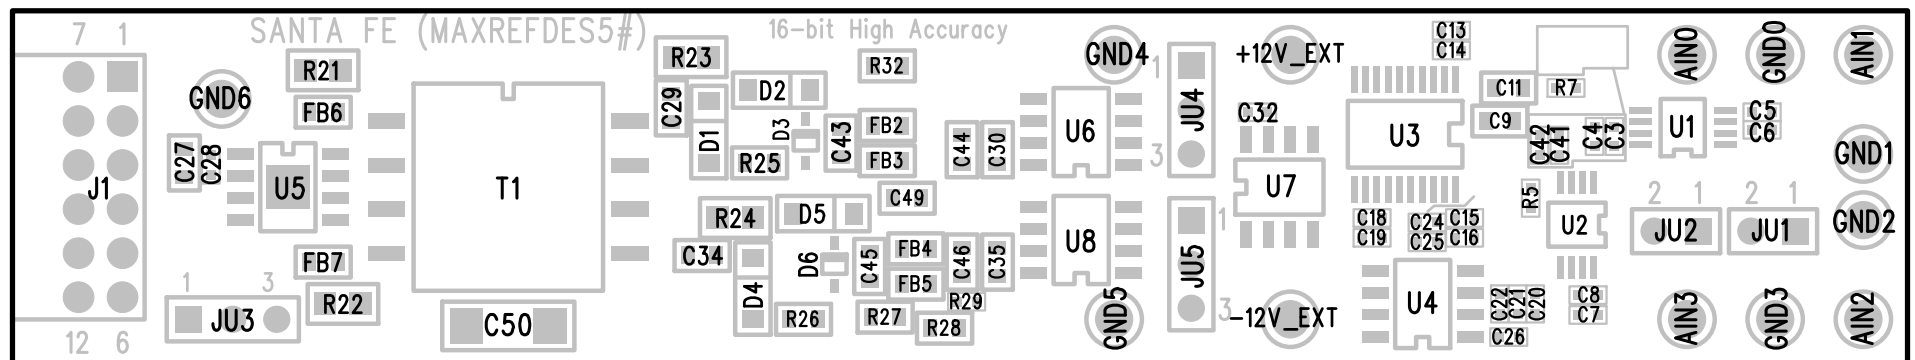 7 1
SANTA FE (MAXREFDES5#)
16-bit High Accuracy
R21
GND6
FB6
C27
C28
J1
U5
T1
FB7
R22
1 3
JU3
12 6
C50
R23
C29
D1
D2
D3
R25
R32
C43
FB2
FB3
C44
C30
C49
R24
D5
C34
D4
D6
C45
FB4
FB5
C46
C35
R29
R26
R27
R28
GND4
U6
U8
GND5
1
JU4
3
1
JU5
3
+12V_EXT
C32
U7
-12V_EXT
C13
C14
U3
C11
C9
R7
C42
C41
C4
C3
C18
C19
C24
C25
C15
C16
R5
U2
U4
C22
C21
C20
C26
C8
C7
AIN0
GND0
AIN1
U1
C5
C6
GND1
2 1
JU2
2 1
JU1
GND2
AIN3
GND3
AIN2